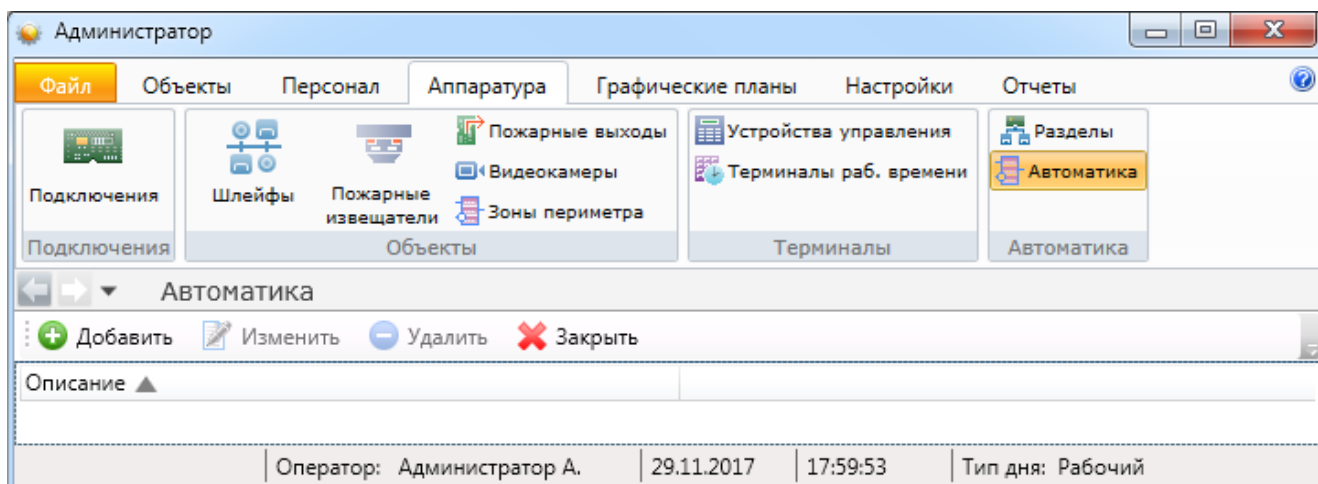 Администратор
Файл Объекты Персонал Аппаратура Графические планы Настройки Отчеты
Подключения
Шлейфы
Пожарные извещатели
Пожарные выходы
Видеокамеры
Зоны периметра
Устройства управления
Терминалы раб. времени
Разделы
Автоматика
Подключения Объекты Терминалы Автоматика
Автоматика
Добавить Изменить Удалить Закрыть
Описание
Оператор: Администратор А. 29.11.2017 17:59:53 Тип дня: Рабочий